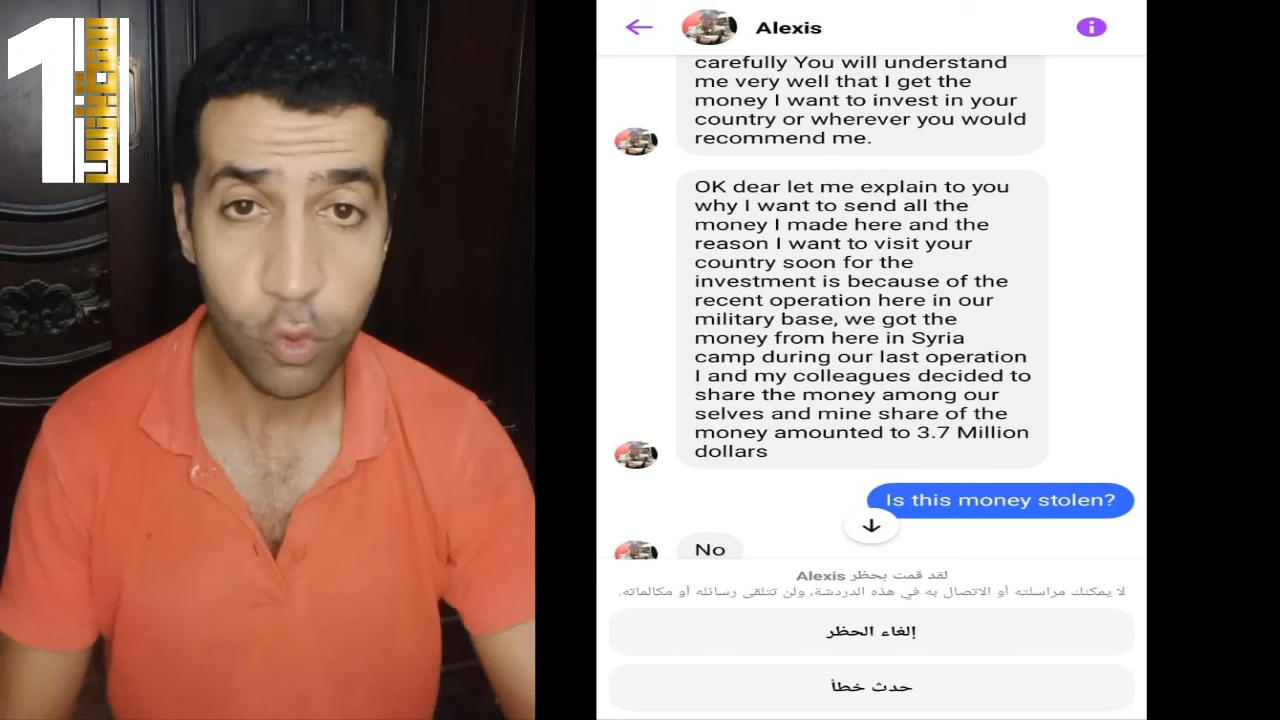 Alexis
carefully You will understand
me very well that I get the
money I want to invest in your
country or wherever you would
recommend me.
OK dear let me explain to you
why I want to send all the
money I made here and the
reason I want to visit your
country soon for the
investment is because of the
recent operation here in our
military base, we got the
money from here in Syria
camp during our last operation
I and my colleagues decided to
share the money among our
selves and mine share of the
money amounted to 3.7 Million
dollars
Is this money stolen?
No
لقد قمت بحظر Alexis
لا يمكنك مراسلته أو الاتصال به في هذه الدردشة، ولن تتلقى رسائله أو مكالماته.
إلغاء الحظر
حدث خطأ